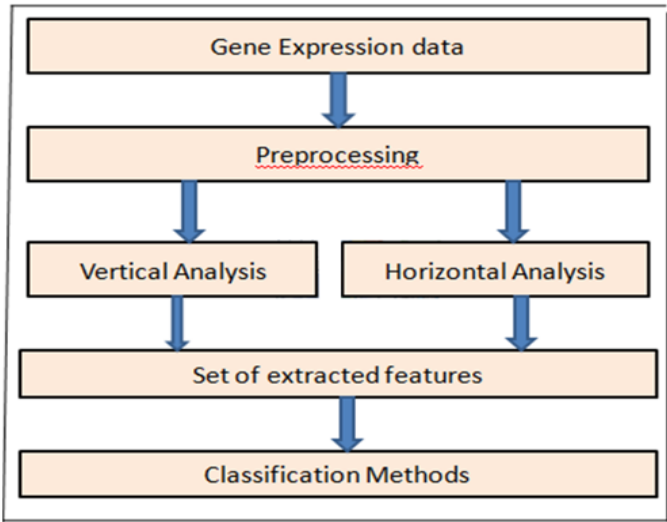 Gene Expression data
Preprocessing
Vertical Analysis
Horizontal Analysis
Set of extracted features
Classification Methods